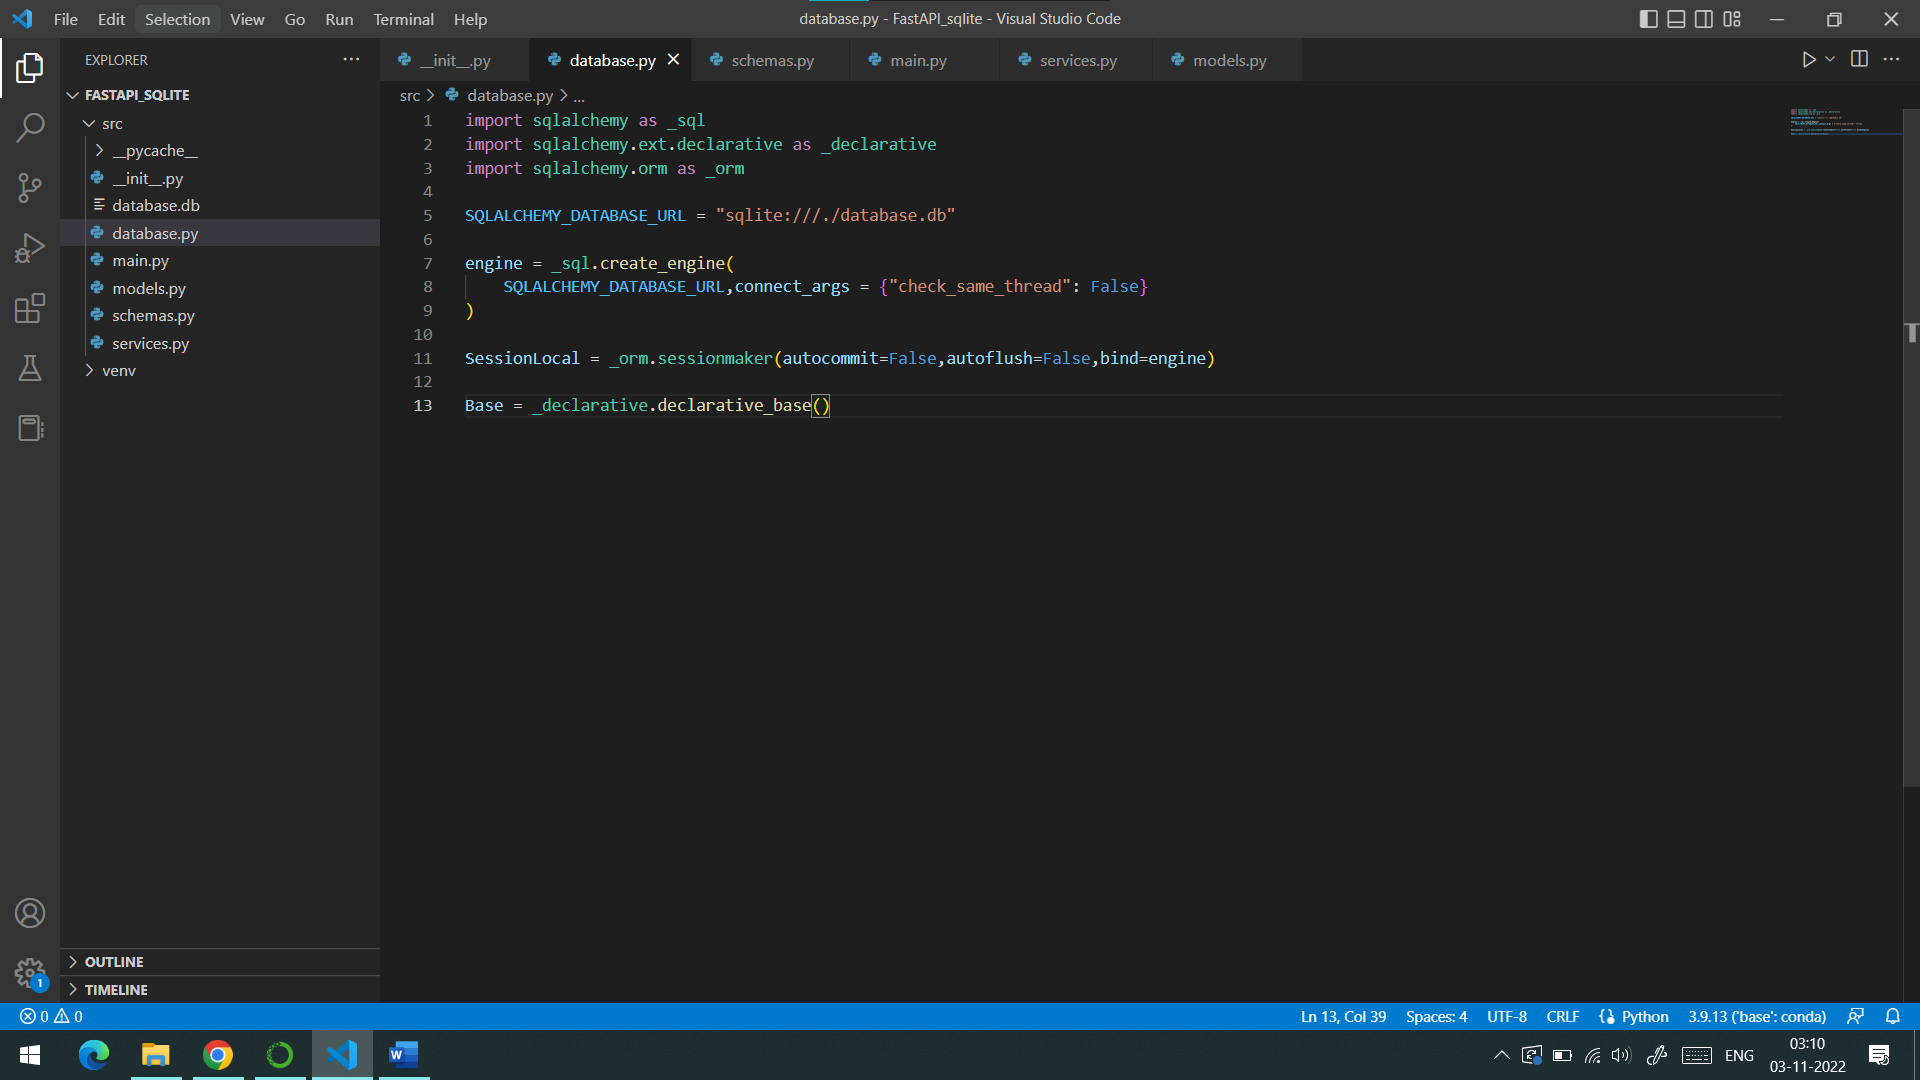 File Edit Selection View Go Run Terminal Help
database.py - FastAPI_sqlite - Visual Studio Code
EXPLORER
FASTAPI_SQLITE
src
__pycache__
__init__.py
database.db
database.py
main.py
models.py
schemas.py
services.py
venv
OUTLINE
TIMELINE
__init__.py database.py schemas.py main.py services.py models.py
src > database.py > ...
1 import sqlalchemy as _sql
2 import sqlalchemy.ext.declarative as _declarative
3 import sqlalchemy.orm as _orm
4
5 SQLALCHEMY_DATABASE_URL = "sqlite:///./database.db"
6
7 engine = _sql.create_engine(
8 SQLALCHEMY_DATABASE_URL,connect_args = {"check_same_thread": False}
9 )
10
11 SessionLocal = _orm.sessionmaker(autocommit=False,autoflush=False,bind=engine)
12
13 Base = _declarative.declarative_base()
1
0 0
Ln 13, Col 39 Spaces: 4 UTF-8 CRLF Python 3.9.13 ('base': conda)
ENG
03:10
03-11-2022